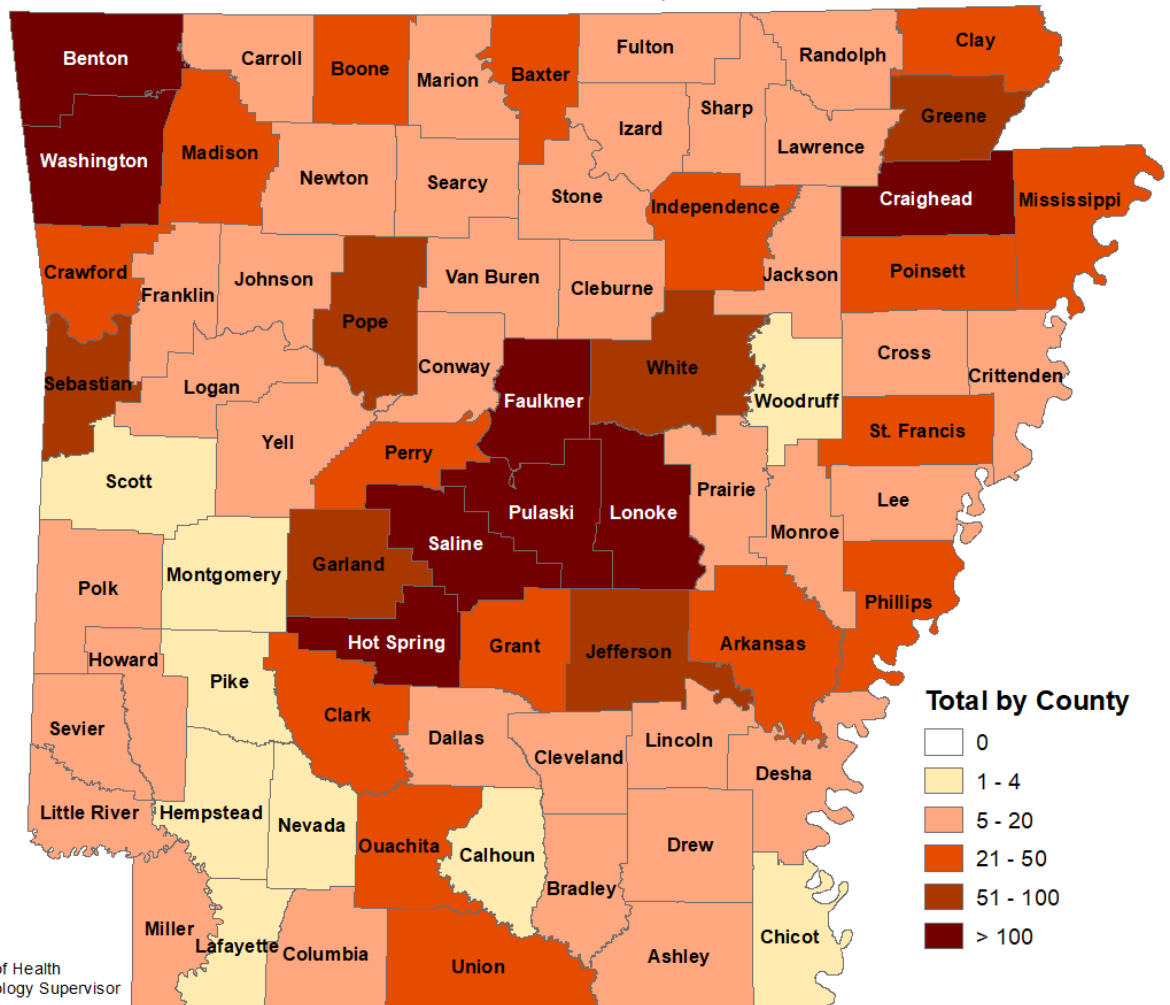 Benton
Carroll
Boone
Marion
Baxter
Fulton
Sharp
Randolph
Clay
Greene
Izard
Lawrence
Washington
Madison
Newton
Searcy
Stone
Independence
Craighead
Mississippi
Crawford
Franklin
Johnson
Pope
Van Buren
Cleburne
Jackson
Poinsett
Sebastian
Logan
Conway
Faulkner
White
Woodruff
Cross
Crittenden
Scott
Yell
Perry
Pulaski
Lonoke
Prairie
Monroe
St. Francis
Lee
Polk
Montgomery
Garland
Saline
Hot Spring
Grant
Jefferson
Arkansas
Phillips
Howard
Pike
Clark
Dallas
Cleveland
Lincoln
Desha
Sevier
Little River
Hempstead
Nevada
Ouachita
Calhoun
Bradley
Drew
Chicot
Miller
Lafayette
Columbia
Union
Ashley
Total by County
0
1 - 4
5 - 20
21 - 50
51 - 100
> 100
of Health
ology Supervisor